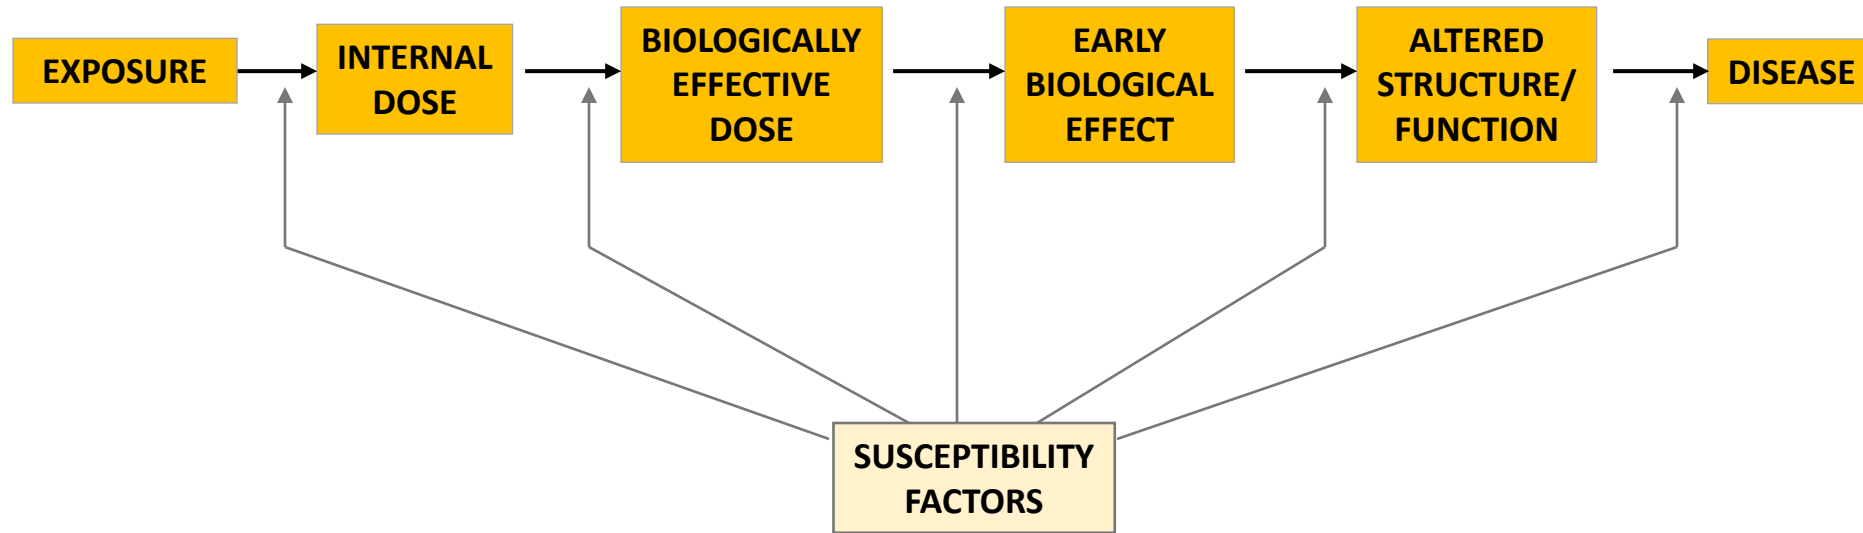 EXPOSURE
INTERNAL
DOSE
BIOLOGICALLY
EFFECTIVE
DOSE
EARLY
BIOLOGICAL
EFFECT
ALTERED
STRUCTURE/
FUNCTION
DISEASE
SUSCEPTIBILITY
FACTORS